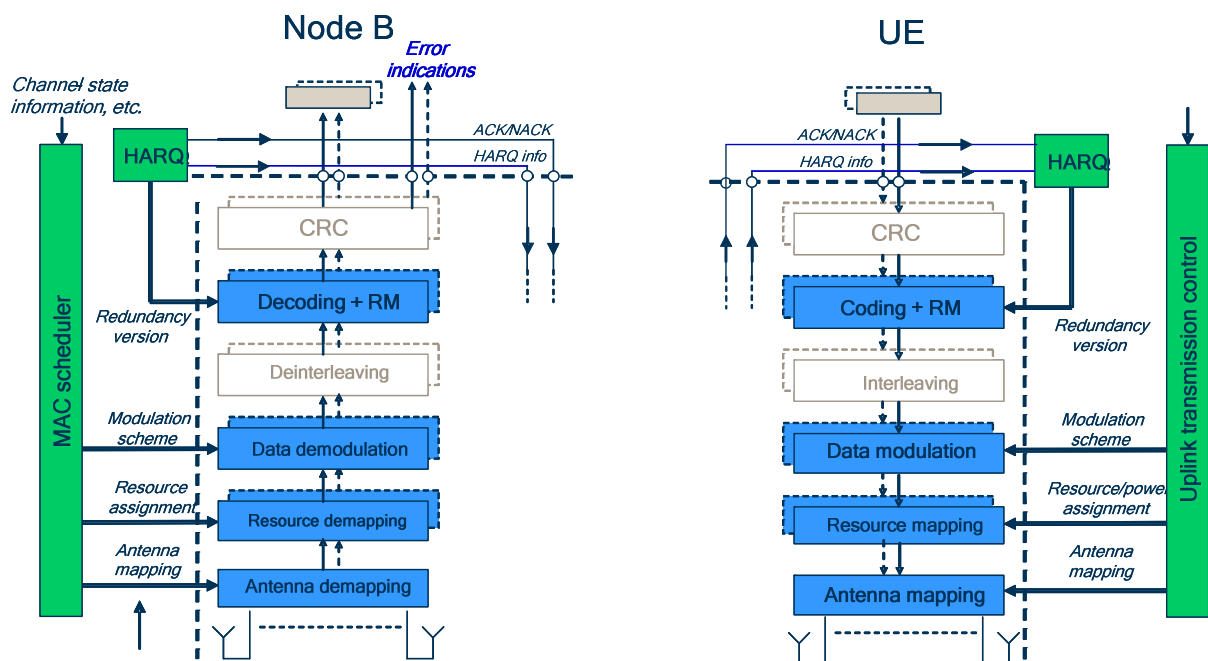 Node B
Error
indications
Channel state
information, etc.
HARQ
ACK/NACK
HARQ info
CRC
Decoding + RM
Redundancy
version
Deinterleaving
MAC scheduler
Modulation
scheme
Data demodulation
Resource
assignment
Resource demapping
Antenna
mapping
Antenna demapping
UE
ACK/NACK
HARQ info
HARQ
CRC
Coding + RM
Redundancy
version
Interleaving
Uplink transmission control
Modulation
scheme
Data modulation
Resource/power
assignment
Resource mapping
Antenna
mapping
Antenna mapping